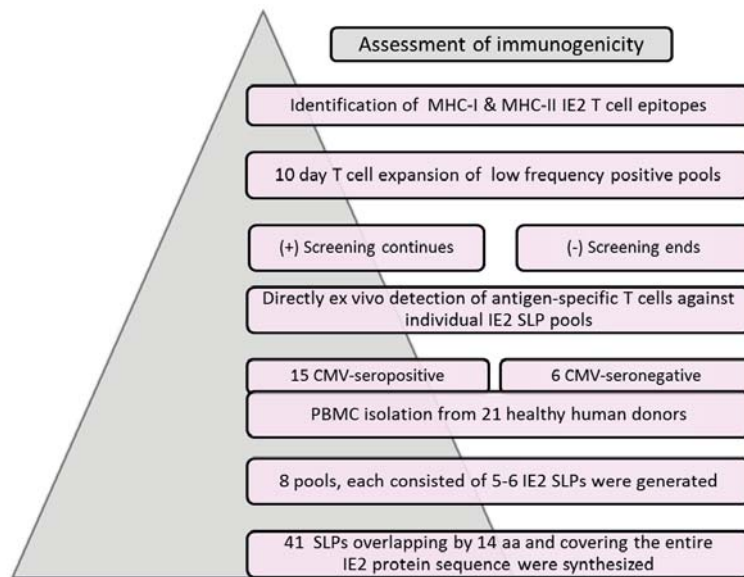 Assessment of immunogenicity
Identification of MHC-I & MHC-II IE2 T cell epitopes
10 day T cell expansion of low frequency positive pools
(+) Screening continues
(-) Screening ends
Directly ex vivo detection of antigen-specific T cells against
individual IE2 SLP pools
15 CMV-seropositive
6 CMV-seronegative
PBMC isolation from 21 healthy human donors
8 pools, each consisted of 5-6 IE2 SLPs were generated
41 SLPs overlapping by 14 aa and covering the entire
IE2 protein sequence were synthesized